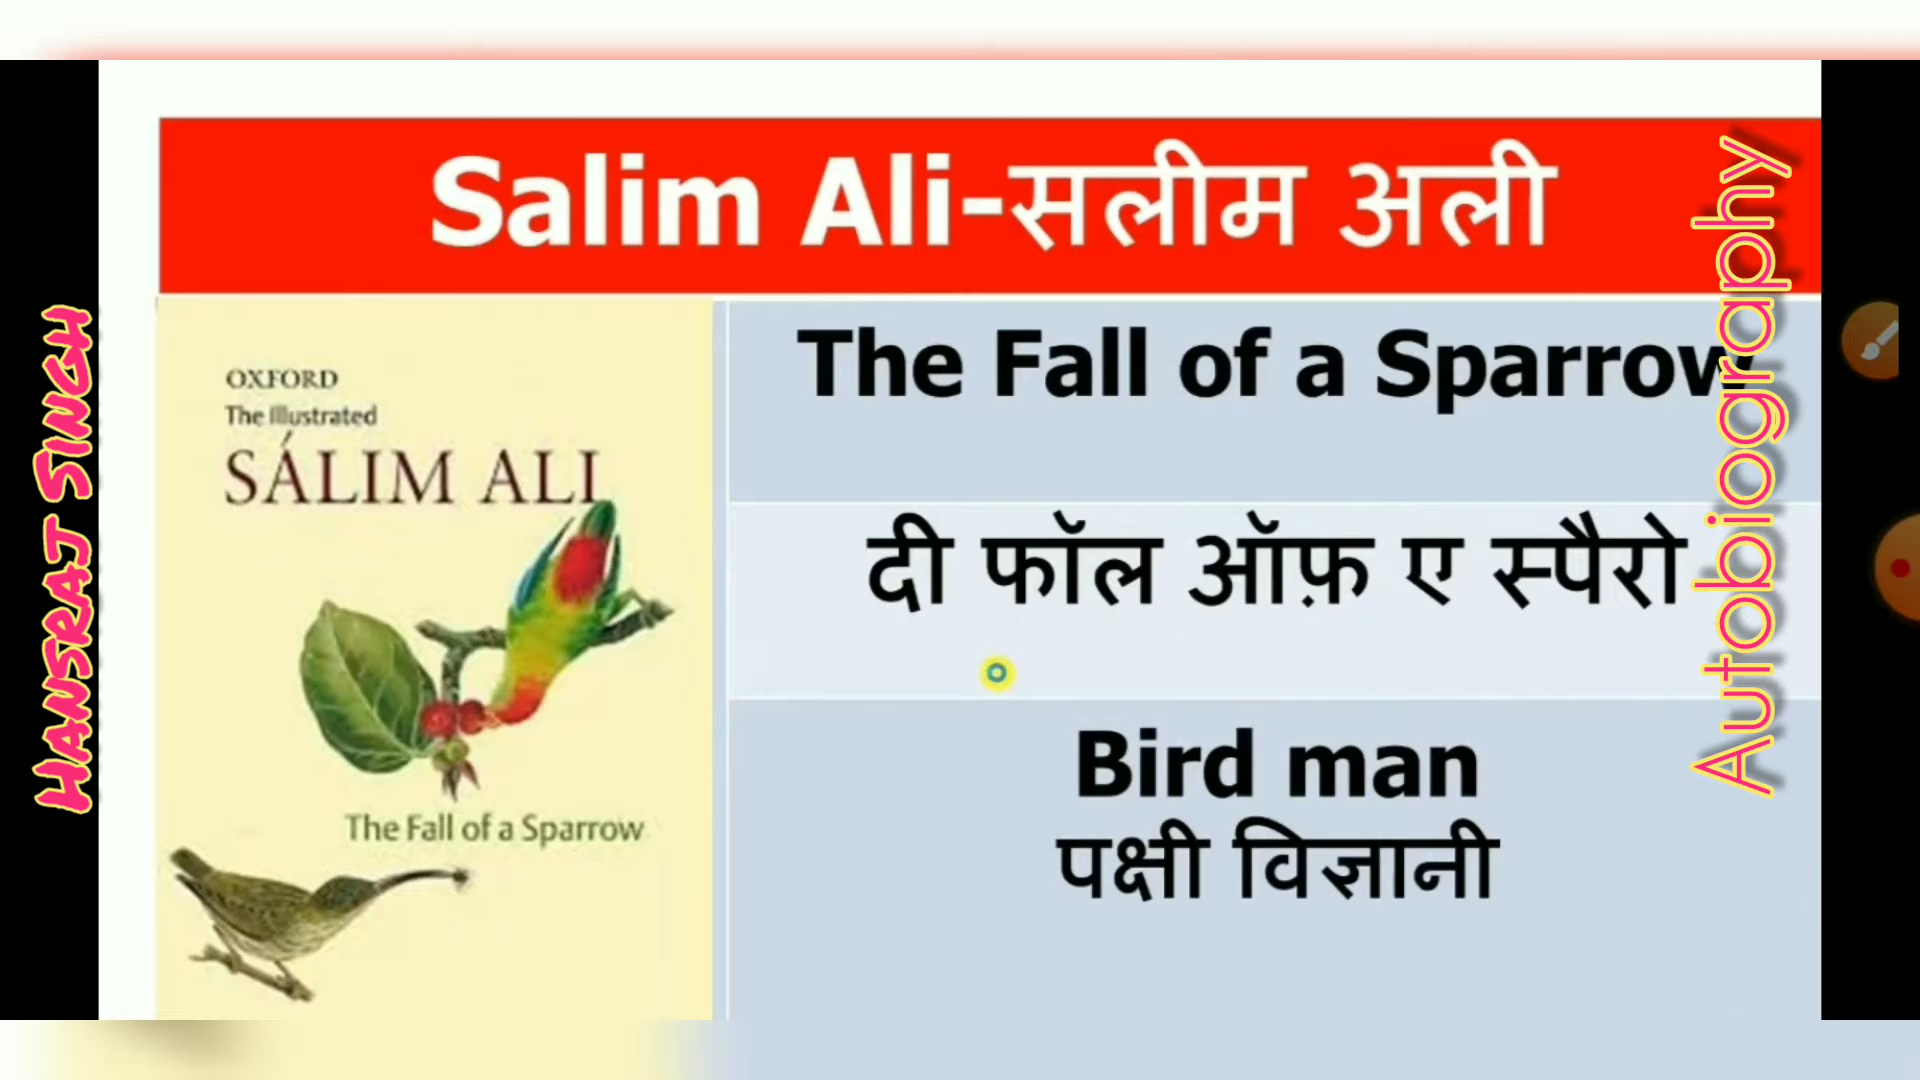 Salim Ali-सलीम अली
HANSRAJ SINGH
OXFORD
The Illustrated
SÁLIM ALI
The Fall of a Sparrow
The Fall of a Sparrow
दी फॉल ऑफ़ ए स्पैरो
Bird man
पक्षी विज्ञानी
Autobiography